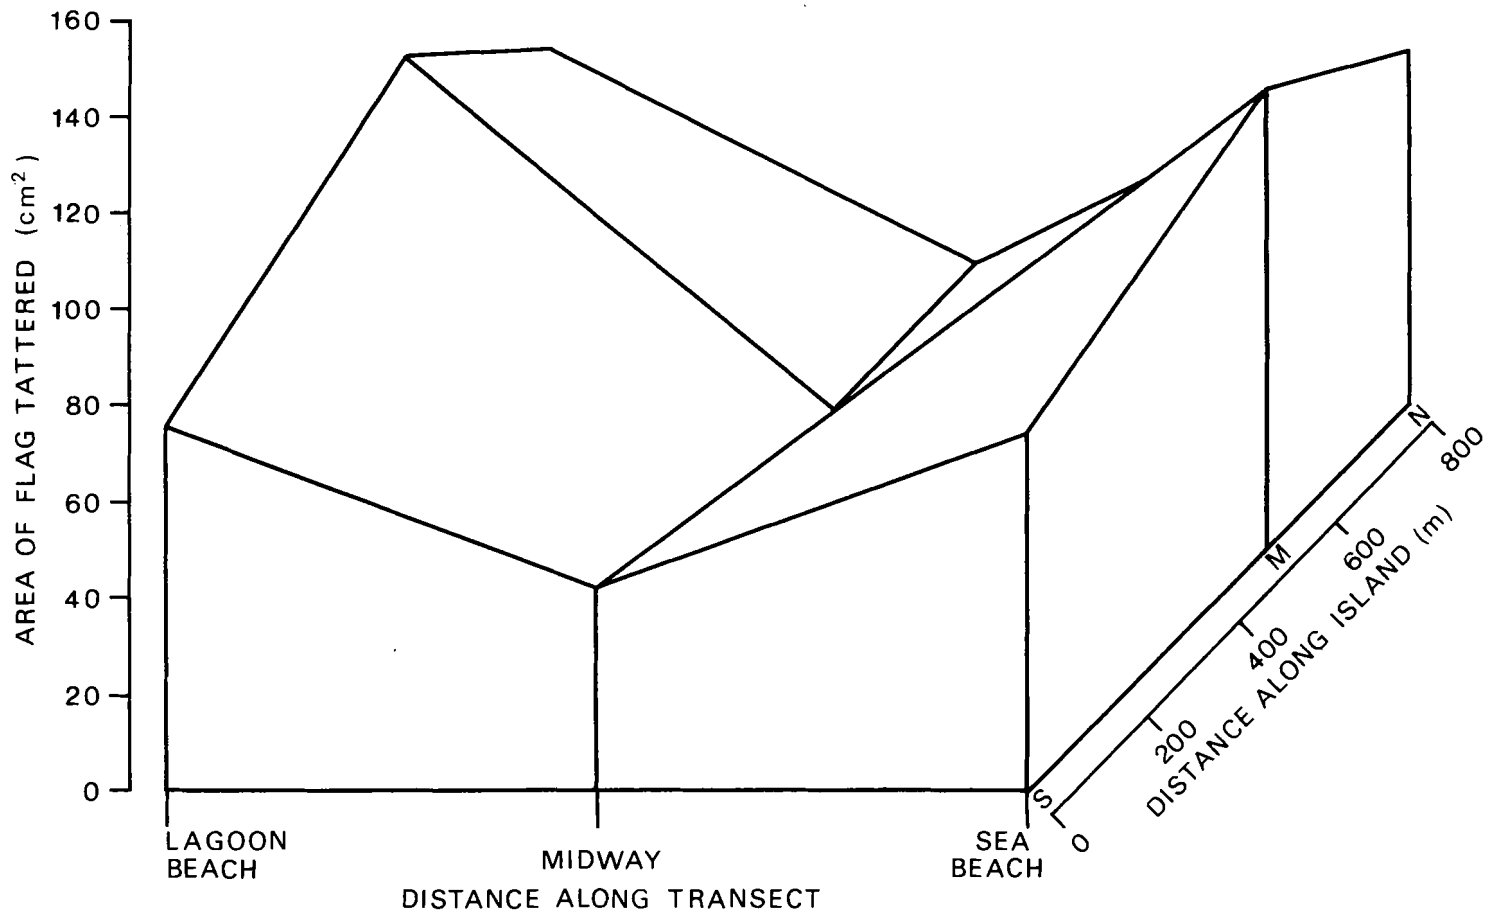 160
140
120
100
80
60
40
20
0
AREA OF FLAG TATTERED (cm²)
LAGOON
BEACH
MIDWAY
SEA
BEACH
DISTANCE ALONG TRANSECT
S
M
N
0
200
400
600
800
DISTANCE ALONG ISLAND (m)